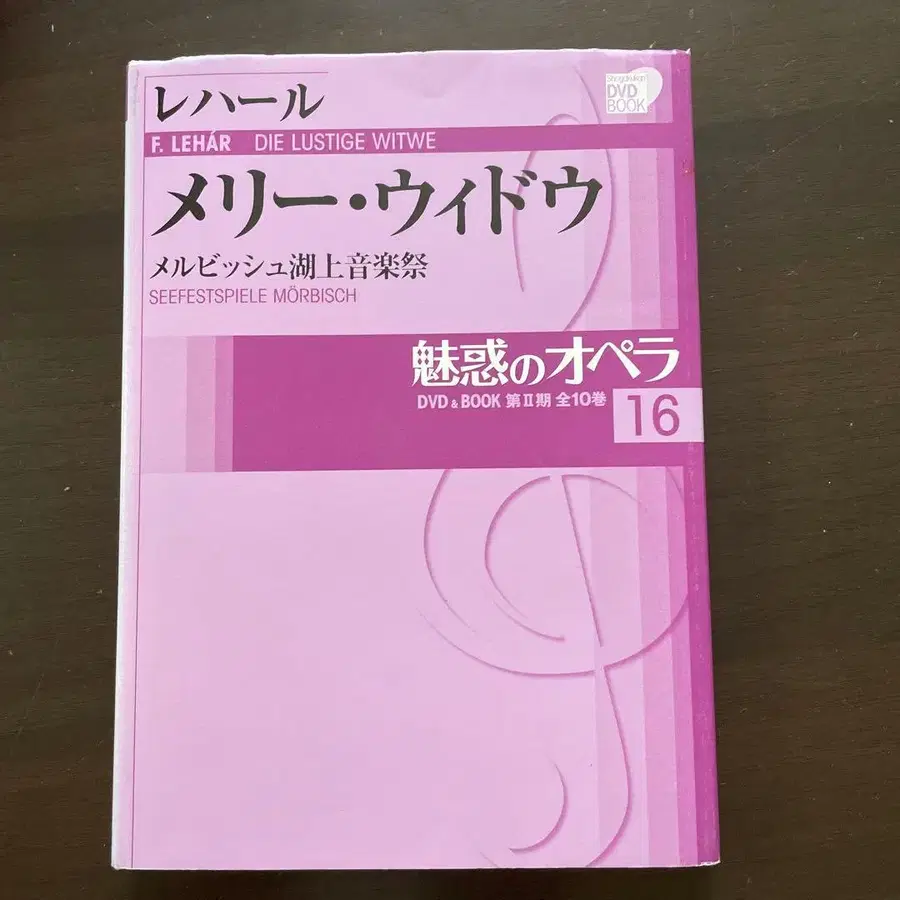 レハール
Shogakukan
DVD
BOOK
F. LEHÁR DIE LUSTIGE WITWE
メリー・ウィドウ
メルビッシュ湖上音楽祭
SEEFESTSPIELE MÖRBISCH
魅惑のオペラ
DVD & BOOK 第II期 全10巻
16